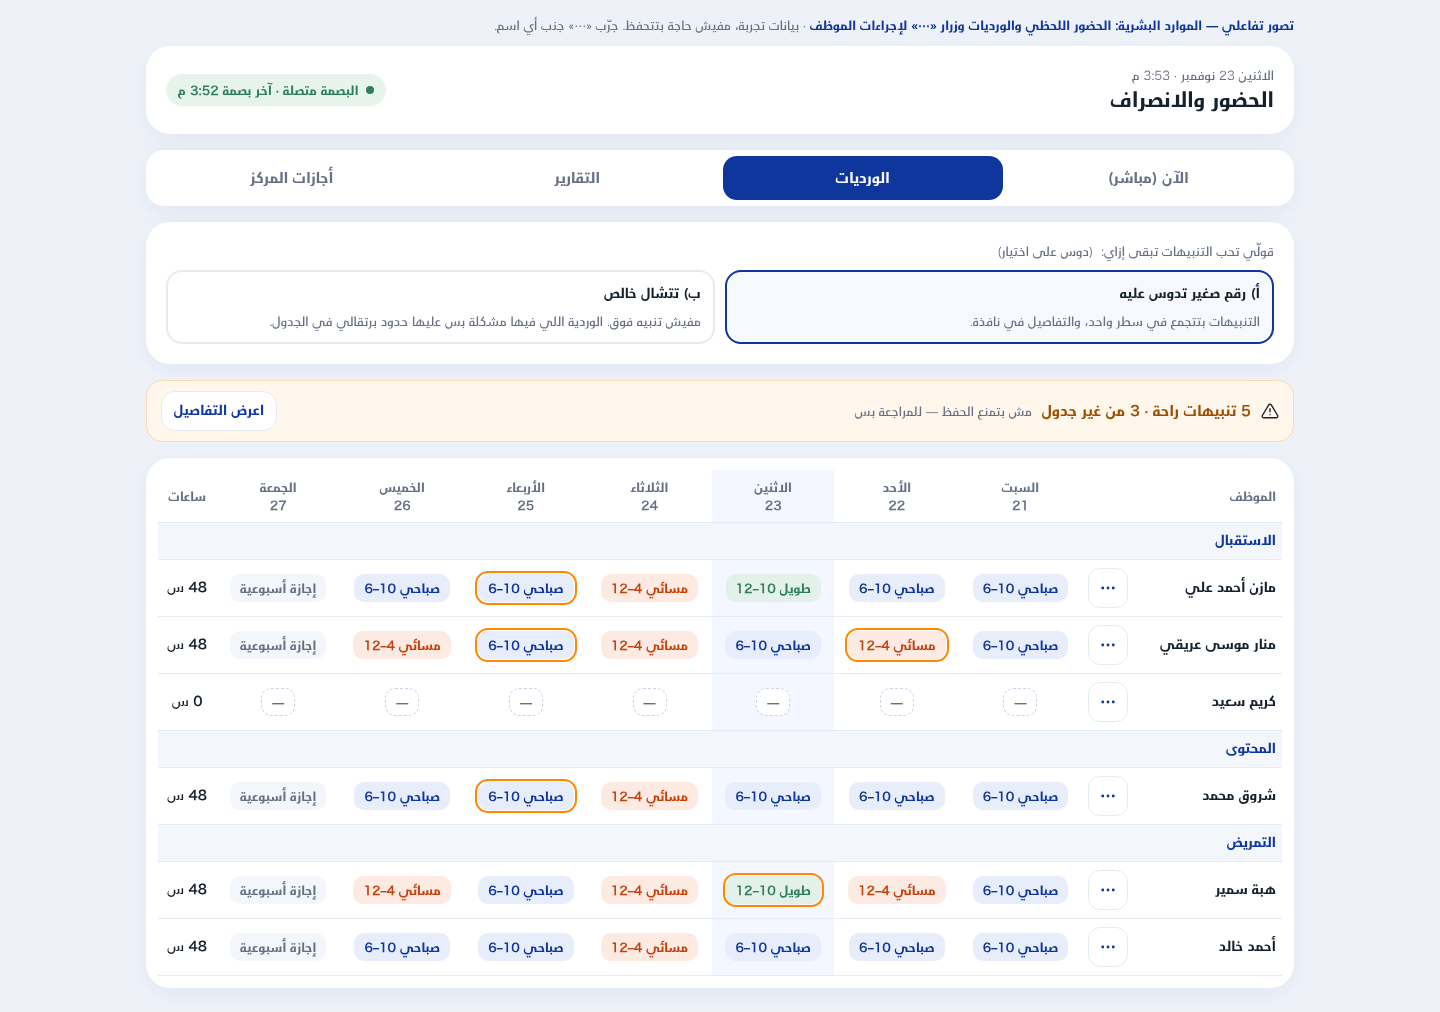 تصور تفاعلي — الموارد البشرية: الحضور اللحظي والورديات وزرار «···» لإجراءات الموظف · بيانات تجربة، مفيش حاجة بتتحفظ. جرّب «···» جنب أي اسم.
الاثنين 23 نوفمبر · 3:53 م
الحضور والانصراف
البصمة متصلة · آخر بصمة 3:52 م
الآن (مباشر)
الورديات
التقارير
أجازات المركز
قولّي تحب التنبيهات تبقى إزاي: (دوس على اختيار)
أ) رقم صغير تدوس عليه
التنبيهات بتتجمع في سطر واحد، والتفاصيل في نافذة.
ب) تتشال خالص
مفيش تنبيه فوق. الوردية اللي فيها مشكلة بس عليها حدود برتقالي في الجدول.
5 تنبيهات راحة · 3 من غير جدول مش بتمنع الحفظ — للمراجعة بس
اعرض التفاصيل
الموظف السبت 21 الأحد 22 الاثنين 23 الثلاثاء 24 الأربعاء 25 الخميس 26 الجمعة 27 ساعات
الاستقبال
مازن أحمد علي ··· صباحي 10–6 صباحي 10–6 طويل 10–12 مسائي 4–12 صباحي 10–6 صباحي 10–6 إجازة أسبوعية 48 س
منار موسى عريقي ··· صباحي 10–6 مسائي 4–12 صباحي 10–6 مسائي 4–12 صباحي 10–6 مسائي 4–12 إجازة أسبوعية 48 س
كريم سعيد ··· — — — — — — — 0 س
المحتوى
شروق محمد ··· صباحي 10–6 صباحي 10–6 صباحي 10–6 مسائي 4–12 صباحي 10–6 صباحي 10–6 إجازة أسبوعية 48 س
التمريض
هبة سمير ··· صباحي 10–6 مسائي 4–12 طويل 10–12 مسائي 4–12 صباحي 10–6 مسائي 4–12 إجازة أسبوعية 48 س
أحمد خالد ··· صباحي 10–6 صباحي 10–6 صباحي 10–6 مسائي 4–12 صباحي 10–6 صباحي 10–6 إجازة أسبوعية 48 س